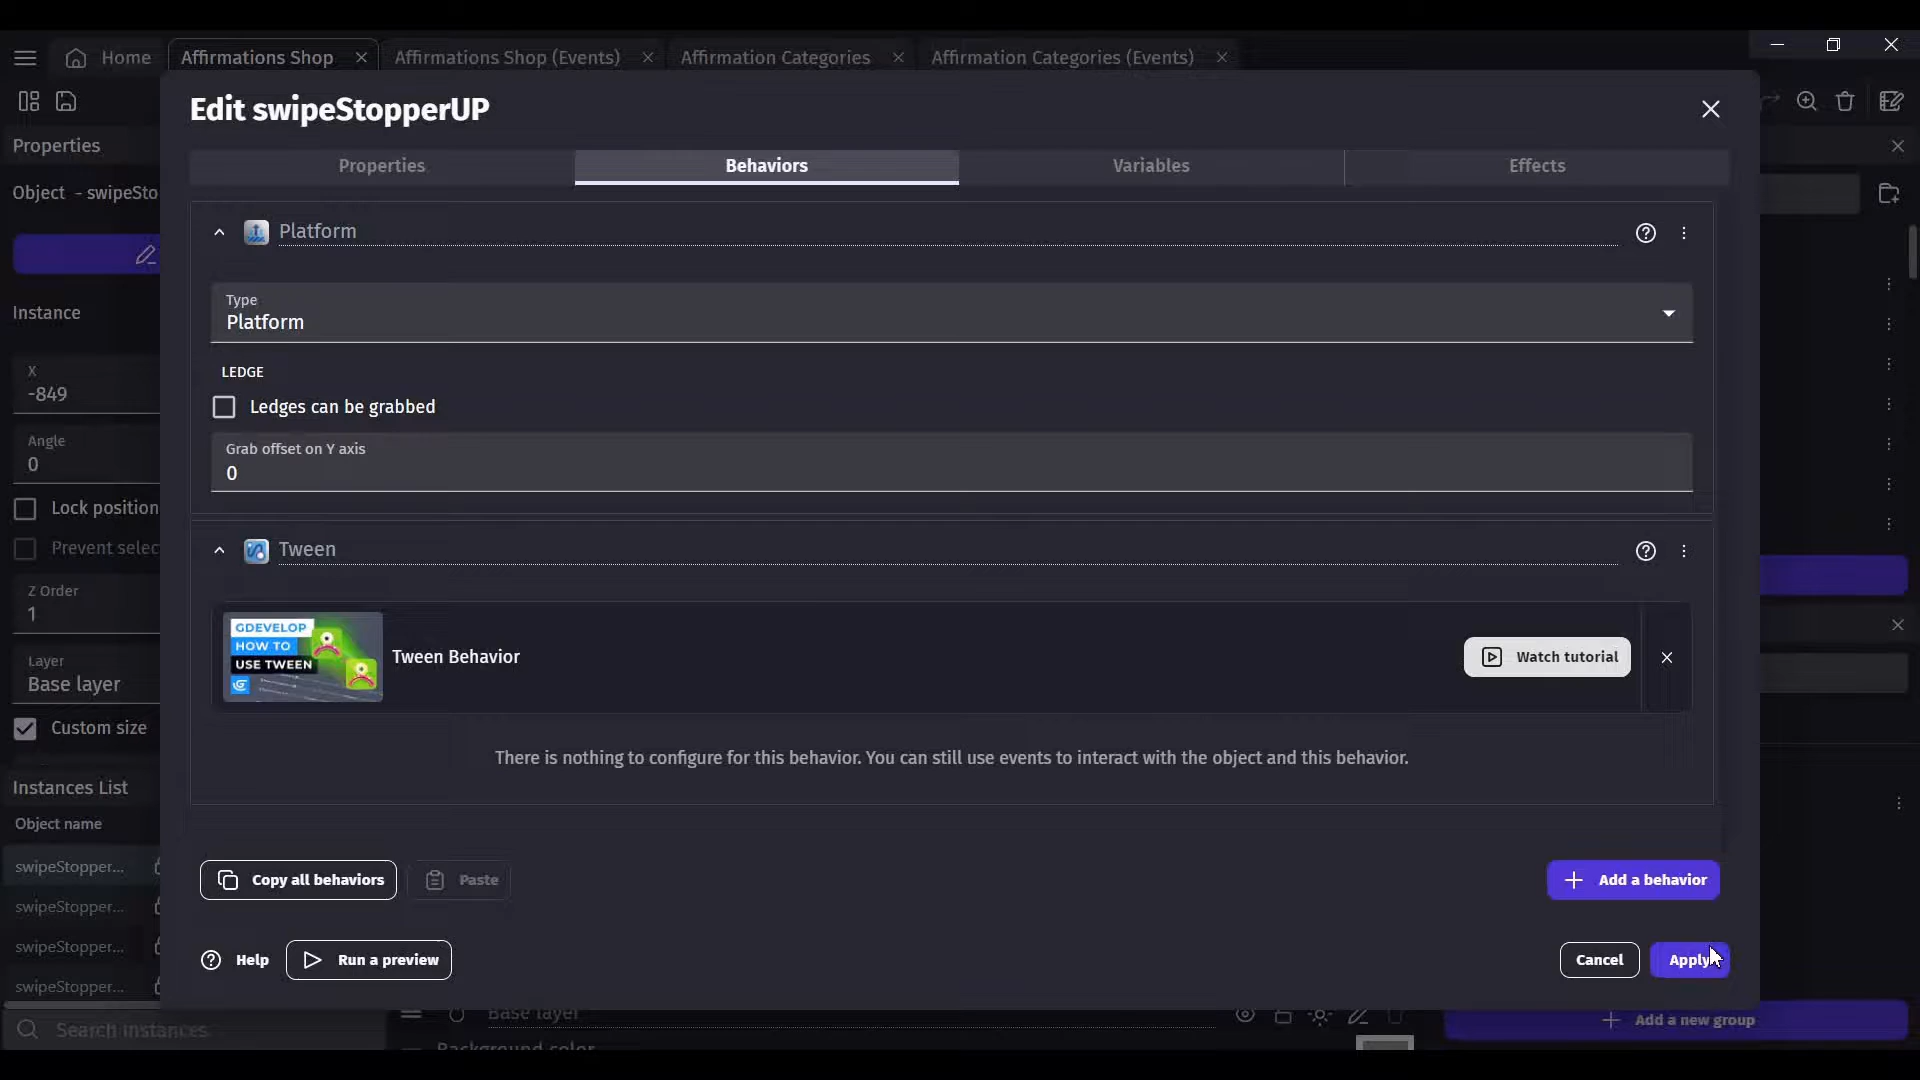 Home
Affirmations Shop
Affirmations Shop (Events)
Affirmation Categories
Affirmation Categories (Events)
Edit swipeStopperUP
Properties
Behaviors
Variables
Effects
Properties
Object - swipeSto
Instance
X
-849
Angle
0
Lock position
Prevent selec
Z Order
1
Layer
Base layer
Custom size
Instances List
Object name
swipeStopper...
swipeStopper...
swipeStopper...
swipeStopper...
Search instances
Platform
Type
Platform
LEDGE
Ledges can be grabbed
Grab offset on Y axis
0
Tween
GDEVELOP
HOW TO
USE TWEEN
Tween Behavior
Watch tutorial
There is nothing to configure for this behavior. You can still use events to interact with the object and this behavior.
Copy all behaviors
Paste
Add a behavior
Help
Run a preview
Cancel
Apply
Base layer
Background color
Add a new group